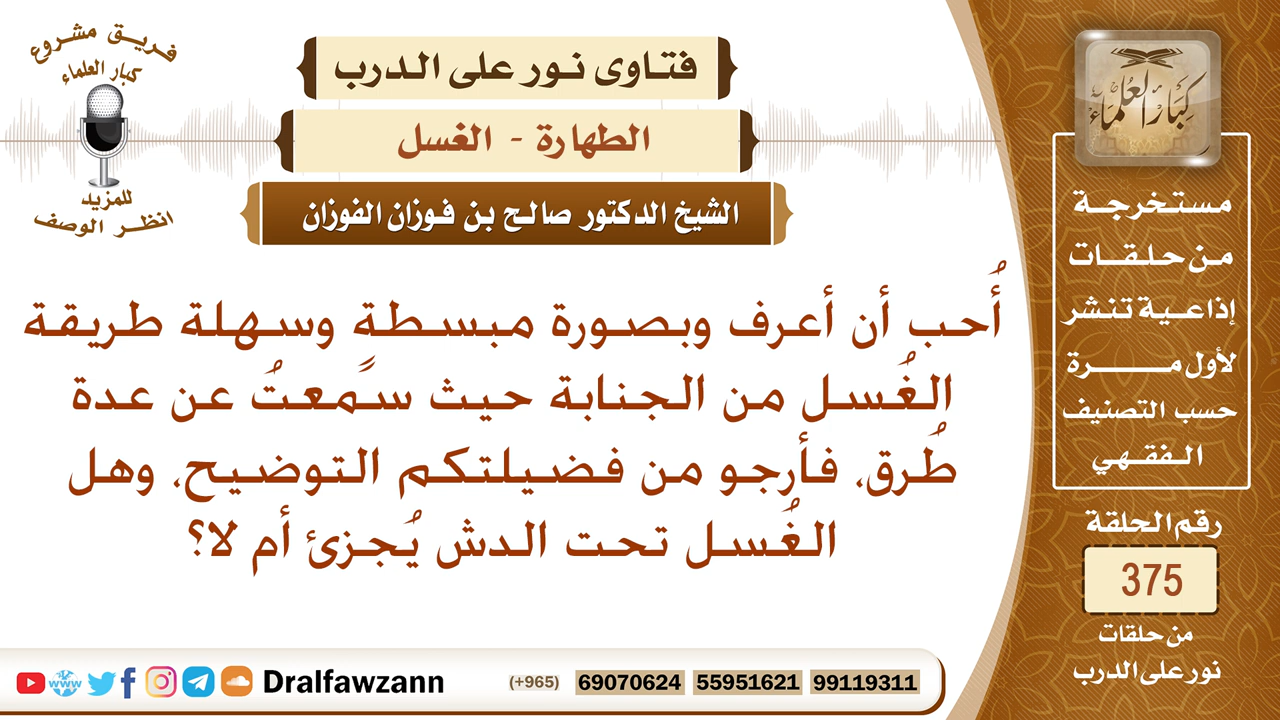 فريق مشروع
كبار العلماء
للمزيد
انظر الوصف
فتاوى نور على الدرب
الطهارة - الغسل
الشيخ الدكتور صالح بن فوزان الفوزان
أُحب أن أعرف وبصورة مبسطةٍ وسهلة طريقة
الغُسل من الجنابة حيث سمعتُ عن عدة
طُرق، فأرجو من فضيلتكم التوضيح، وهل
الغُسل تحت الدش يُجزئ أم لا؟
كبار العلماء
مستخرجة
من حلقات
إذاعية تنشر
لأول مرة
حسب التصنيف
الفقهي
رقم الحلقة
375
من حلقات
نور على الدرب
www
Dralfawzann
(+965) 69070624 55951621 99119311